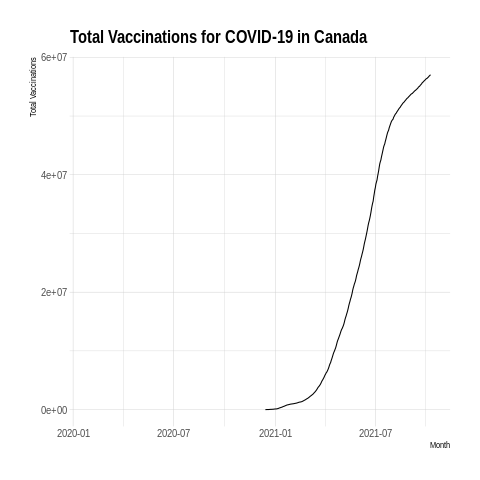 Total Vaccinations for COVID-19 in Canada
Total Vaccinations
6e+07
4e+07
2e+07
0e+00
2020-01 2020-07 2021-01 2021-07
Month